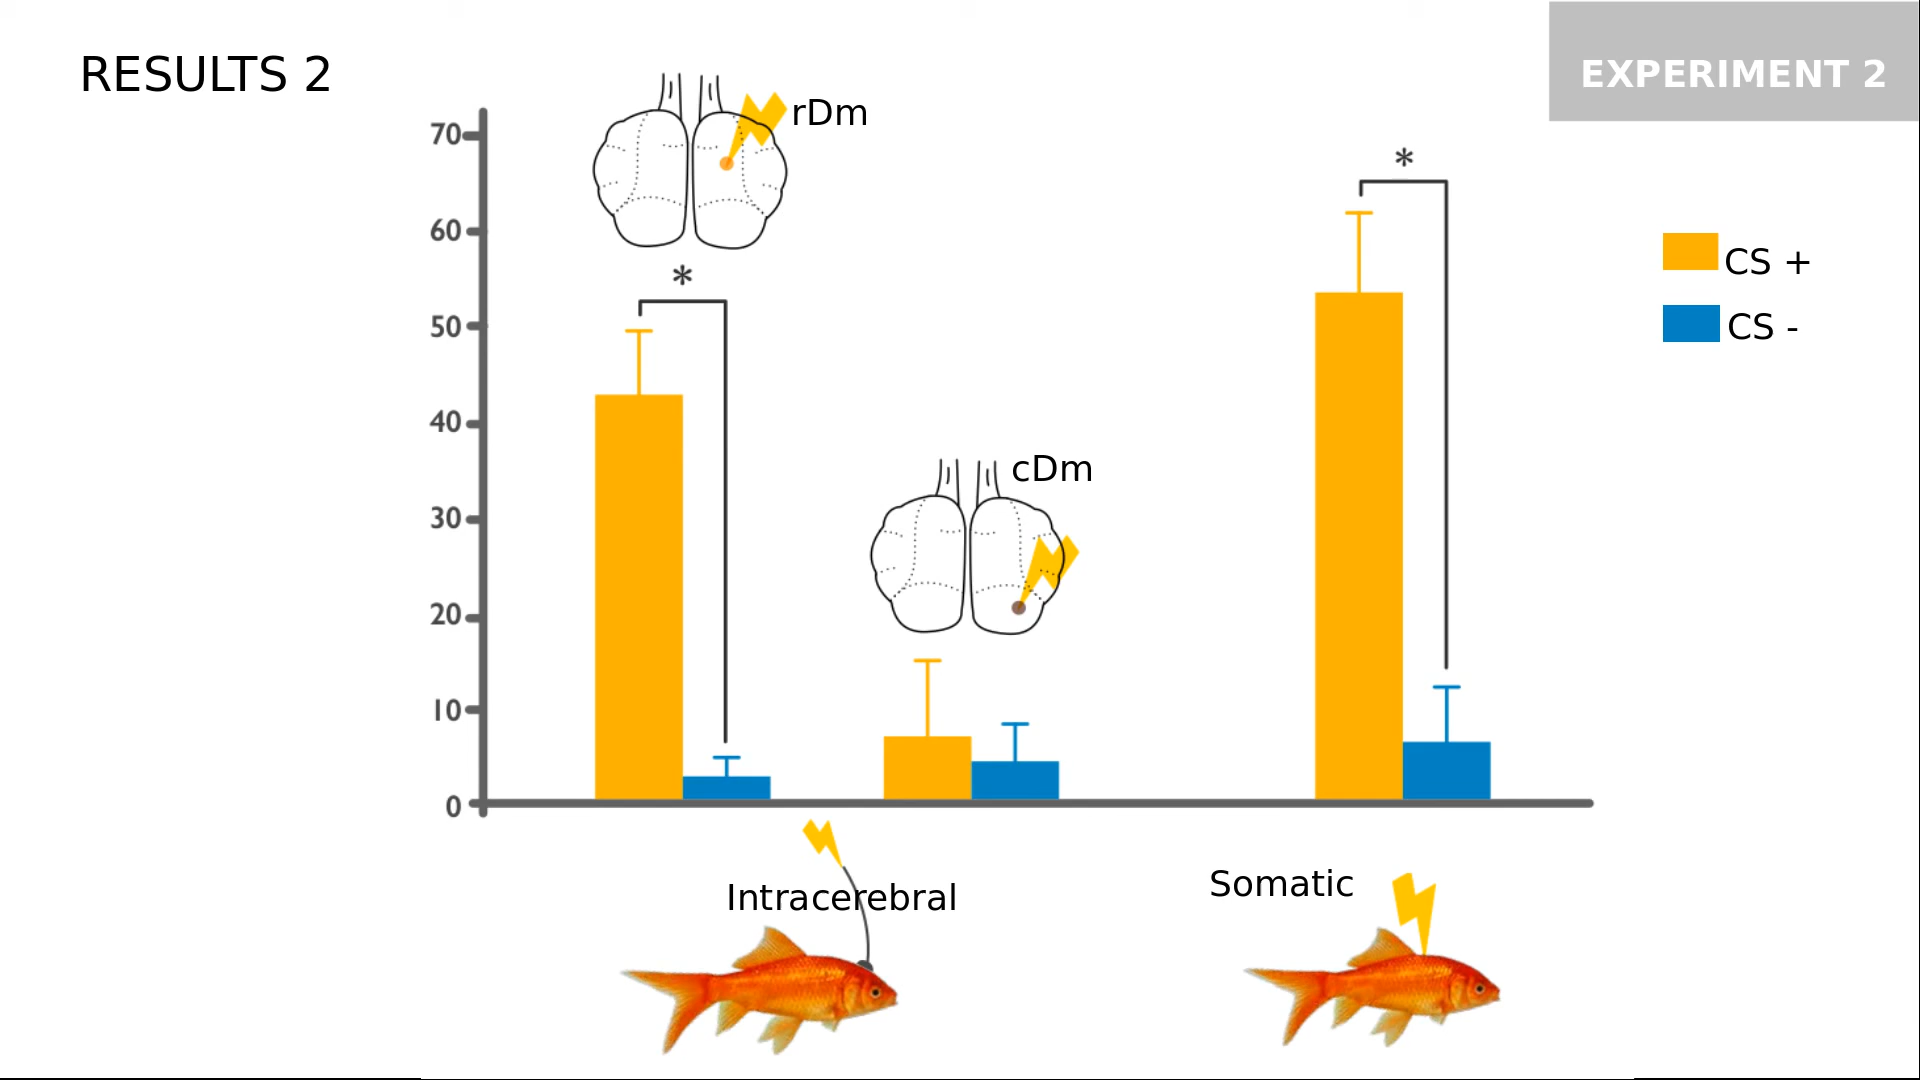 RESULTS 2
EXPERIMENT 2
rDm
70
*
60
CS +
*
50
CS -
40
cDm
30
20
10
0
Intracerebral
Somatic